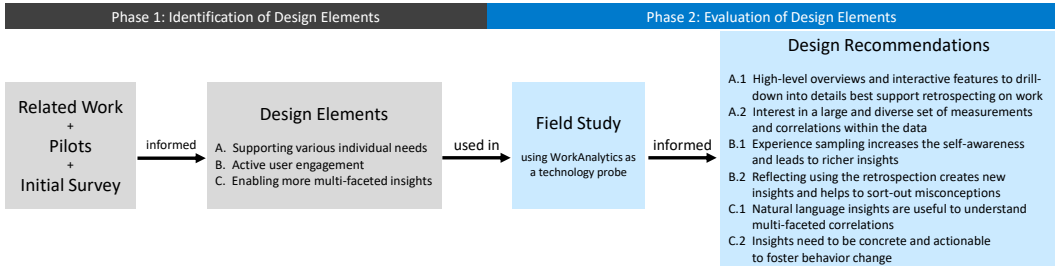 Phase 1: Identification of Design Elements
Phase 2: Evaluation of Design Elements
Related Work
+
Pilots
+
Initial Survey
informed
Design Elements
A. Supporting various individual needs
B. Active user engagement
C. Enabling more multi-faceted insights
used in
Field Study
using WorkAnalytics as
a technology probe
informed
Design Recommendations
A.1 High-level overviews and interactive features to drill-
down into details best support retrospecting on work
A.2 Interest in a large and diverse set of measurements
and correlations within the data
B.1 Experience sampling increases the self-awareness
and leads to richer insights
B.2 Reflecting using the retrospection creates new
insights and helps to sort-out misconceptions
C.1 Natural language insights are useful to understand
multi-faceted correlations
C.2 Insights need to be concrete and actionable
to foster behavior change